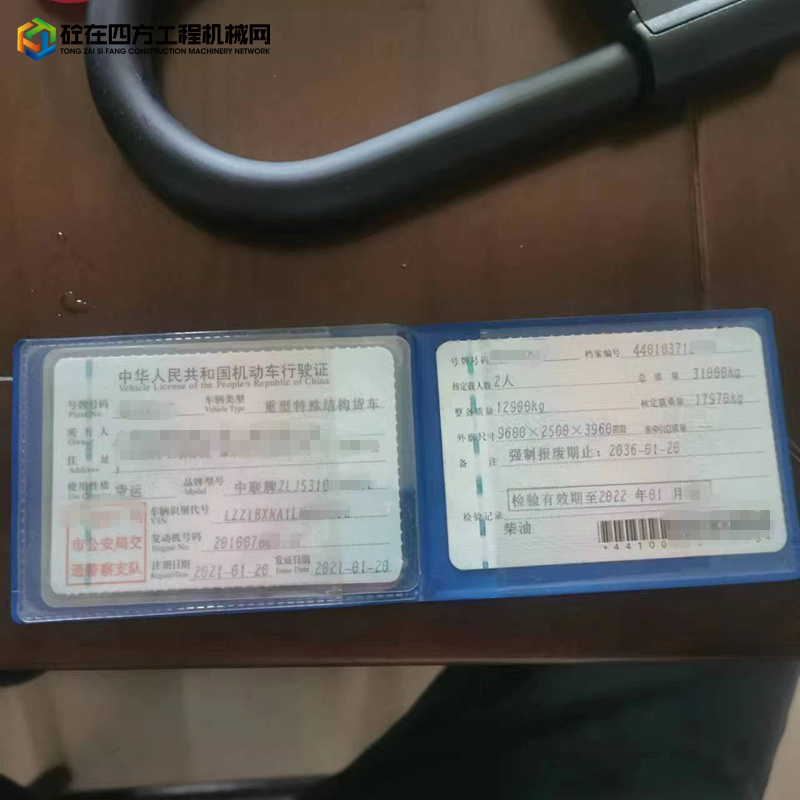 砼在四方工程机械网
TONG ZAI SI FANG CONSTRUCTION MACHINERY NETWORK
中华人民共和国机动车行驶证
Vehicle License of the People's Republic of China
号牌号码
Plate No.
车辆类型
Vehicle Type
重型特殊结构货车
所有人
Owner
住址
Address
使用性质
货运
品牌型号
Model
中联牌ZLJ5310
车辆识别代号
VIN
LZZ1BXNA1L
发动机号码
Engine No.
201007
市公安局交
通警察支队
注册日期
Register Date
2021-01-20
发证日期
Issue Date
2021-01-20
号牌号码
档案编号 44010371
核定载人数 2人
总质量 31000kg
整备质量 12900kg
核定载质量 17970kg
外廓尺寸 9600×2500×3960mm
准牵引总质量 --
备注 强制报废期止：2036-01-20
检验有效期至2022年01月
检验记录
柴油
*44100